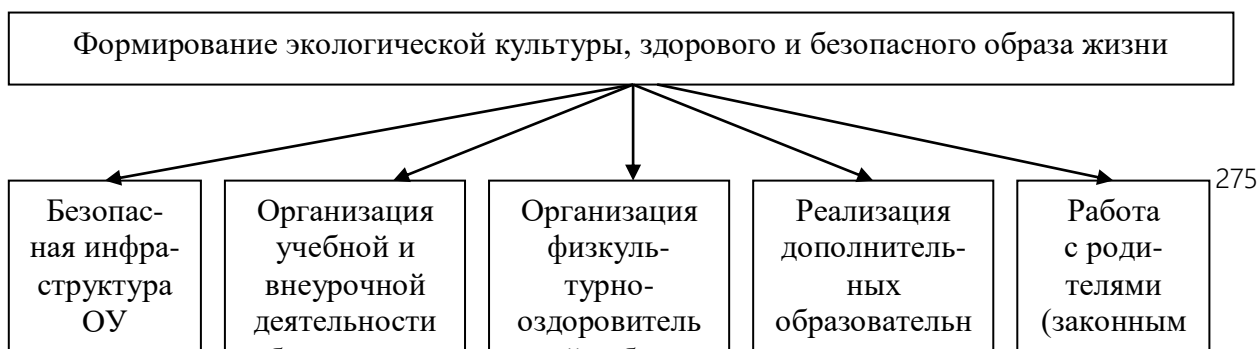 Формирование экологической культуры, здорового и безопасного образа жизни
275
Безопас-
ная инфра-
структура
ОУ
Организация
учебной и
внеурочной
деятельности
Организация
физкуль-
турно-
оздоровитель
Реализация
дополнитель-
ных
образовательн
Работа
с роди-
телями
(законным